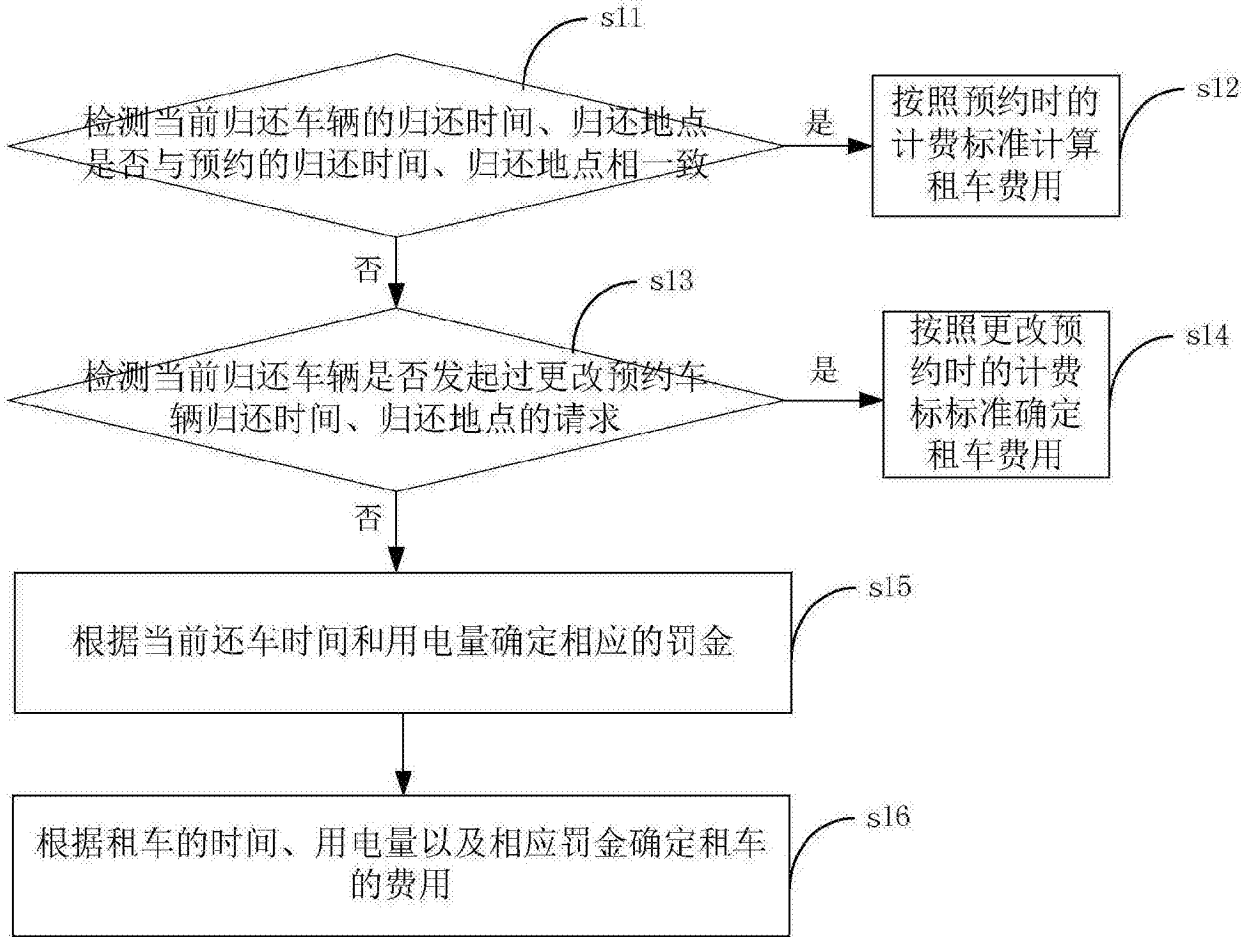 s11
检测当前归还车辆的归还时间、归还地点
是否与预约的归还时间、归还地点相一致
是
按照预约时的
计费标准计算
租车费用
s12
否
s13
检测当前归还车辆是否发起过更改预约车
辆归还时间、归还地点的请求
是
按照更改预
约时的计费
标标准确定
租车费用
s14
否
根据当前还车时间和用电量确定相应的罚金
s15
根据租车的时间、用电量以及相应罚金确定租车
的费用
s16